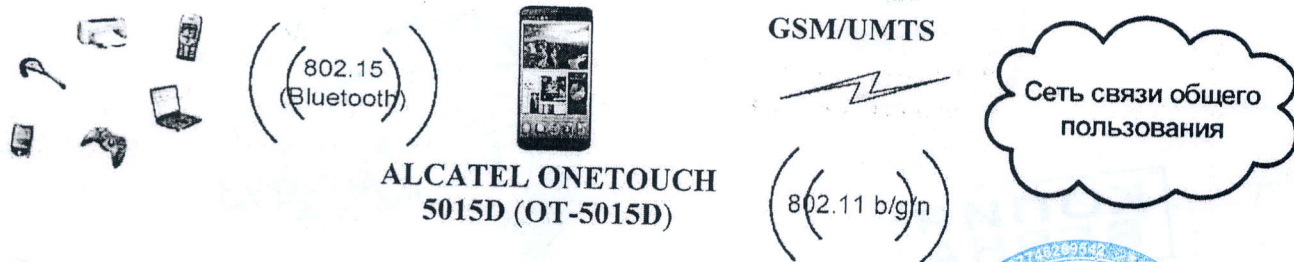 802.15
(Bluetooth)
ALCATEL ONETOUCH
5015D (OT-5015D)
GSM/UMTS
802.11 b/g/n
Сеть связи общего
пользования